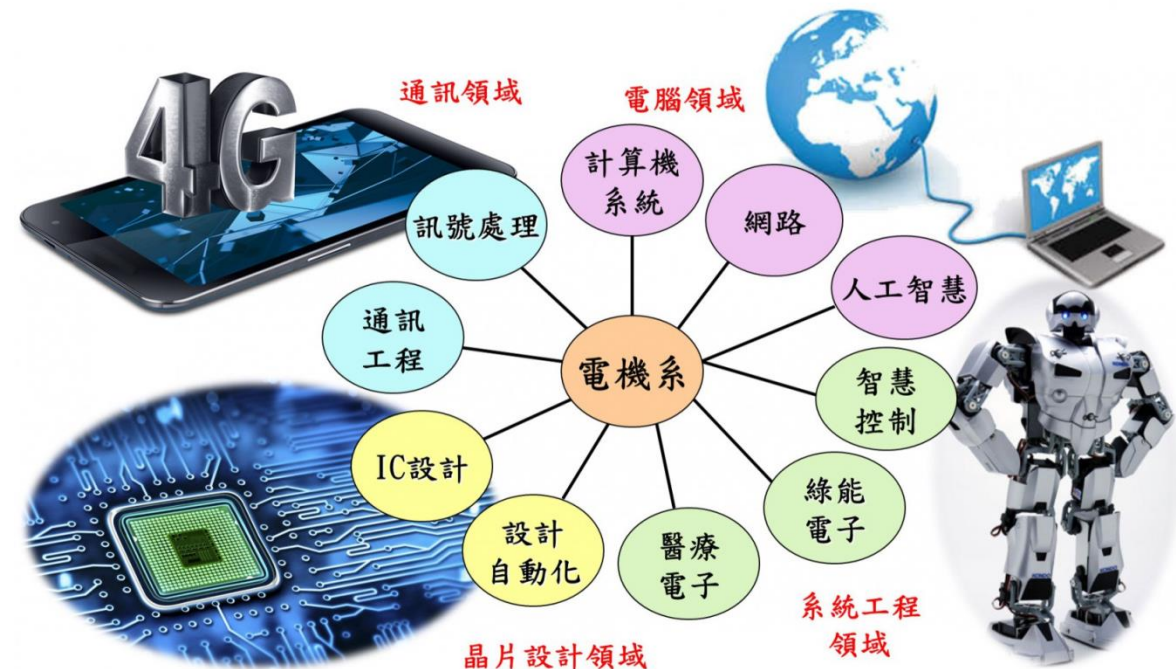 4G
通訊領域
電腦領域
計算機
系統
網路
訊號處理
人工智慧
通訊
工程
電機系
智慧
控制
IC設計
綠能
電子
設計
自動化
醫療
電子
系統工程
領域
晶片設計領域